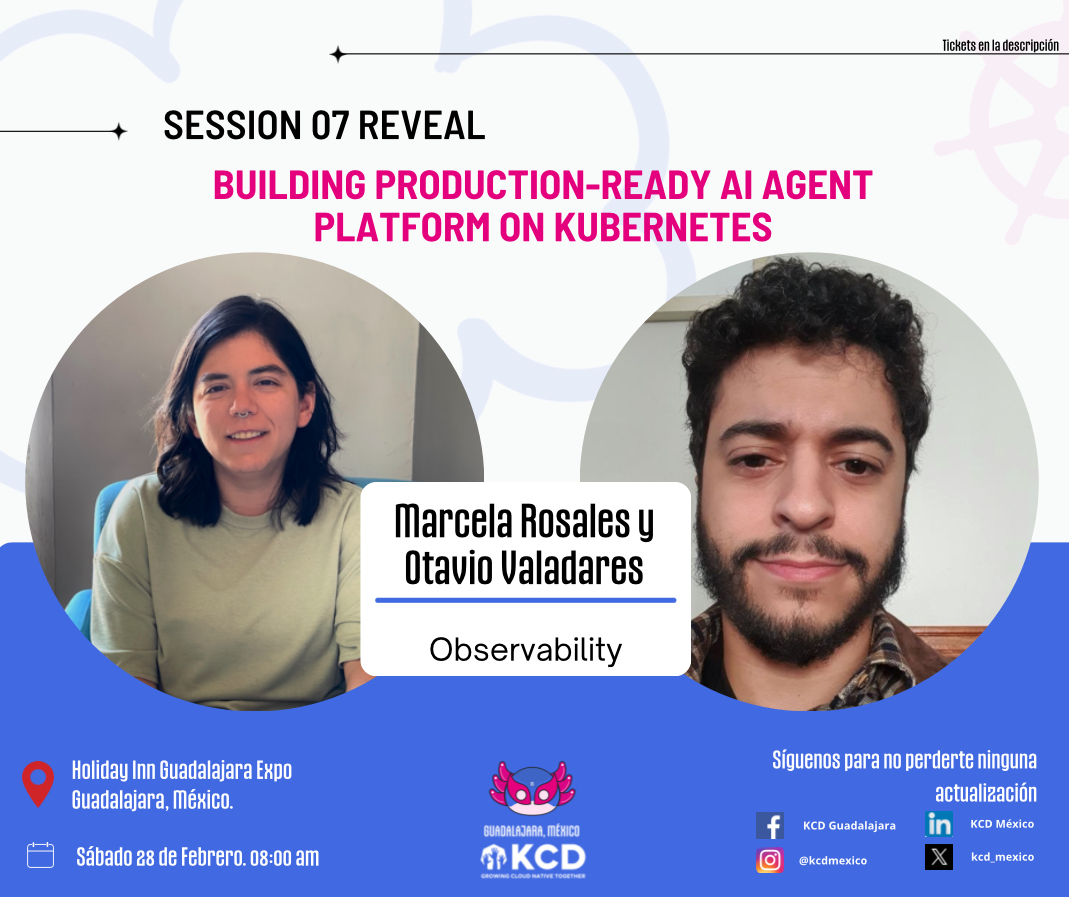 Tickets en la descripción
SESSION 07 REVEAL
BUILDING PRODUCTION-READY AI AGENT
PLATFORM ON KUBERNETES
Marcela Rosales y
Otavio Valadares
Observability
Holiday Inn Guadalajara Expo
Guadalajara, México.
Sábado 28 de Febrero. 08:00 am
GUADALAJARA, MÉXICO
KCD
GROWING CLOUD NATIVE TOGETHER
Síguenos para no perderte ninguna
actualización
KCD Guadalajara
KCD México
@kcdmexico
kcd_mexico